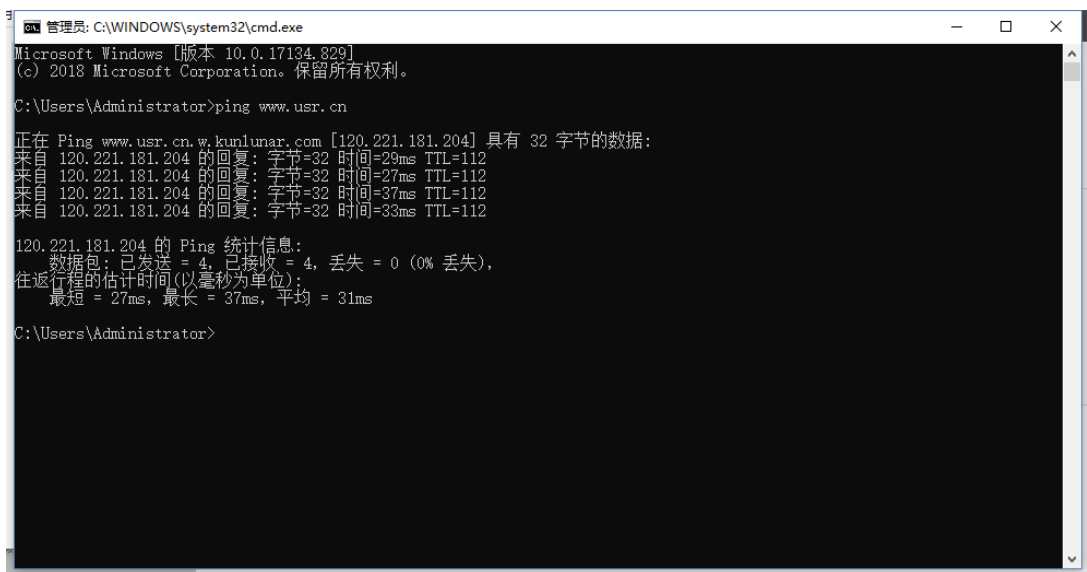 管理员: C:\WINDOWS\system32\cmd.exe
Microsoft Windows [版本 10.0.17134.829]
(c) 2018 Microsoft Corporation。保留所有权利。
C:\Users\Administrator>ping www.usr.cn
正在 Ping www.usr.cn.w.kunlunar.com [120.221.181.204] 具有 32 字节的数据:
来自 120.221.181.204 的回复: 字节=32 时间=29ms TTL=112
来自 120.221.181.204 的回复: 字节=32 时间=27ms TTL=112
来自 120.221.181.204 的回复: 字节=32 时间=37ms TTL=112
来自 120.221.181.204 的回复: 字节=32 时间=33ms TTL=112
120.221.181.204 的 Ping 统计信息:
数据包: 已发送 = 4，已接收 = 4，丢失 = 0 (0% 丢失)，
往返行程的估计时间(以毫秒为单位):
最短 = 27ms，最长 = 37ms，平均 = 31ms
C:\Users\Administrator>